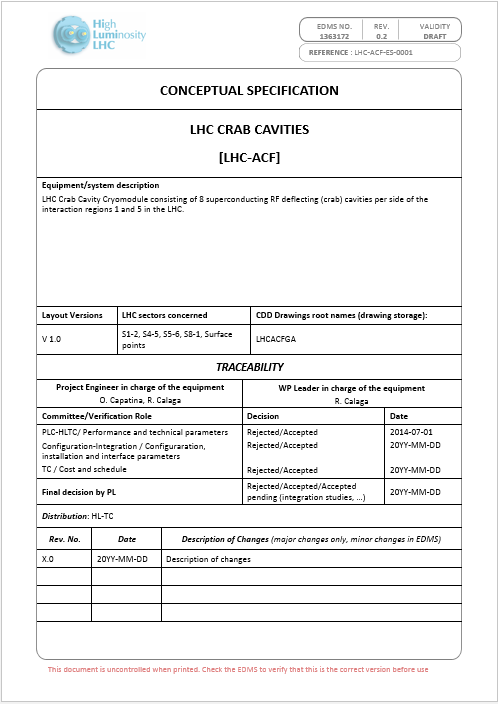 High
Luminosity
LHC
EDMS NO. REV. VALIDITY
1363172 0.2 DRAFT
REFERENCE : LHC-ACF-ES-0001
CONCEPTUAL SPECIFICATION
LHC CRAB CAVITIES
[LHC-ACF]
Equipment/system description
LHC Crab Cavity Cryomodule consisting of 8 superconducting RF deflecting (crab) cavities per side of the
interaction regions 1 and 5 in the LHC.
Layout Versions LHC sectors concerned CDD Drawings root names (drawing storage):
V 1.0 S1-2, S4-5, S5-6, S8-1, Surface
points LHCACFGA
TRACEABILITY
Project Engineer in charge of the equipment WP Leader in charge of the equipment
O. Capatina, R. Calaga R. Calaga
Committee/Verification Role Decision Date
PLC-HLTC/ Performance and technical parameters Rejected/Accepted 2014-07-01
Configuration-Integration / Configuraration, Rejected/Accepted 20YY-MM-DD
installation and interface parameters
TC / Cost and schedule Rejected/Accepted 20YY-MM-DD
Final decision by PL Rejected/Accepted/Accepted
pending (integration studies, ...) 20YY-MM-DD
Distribution: HL-TC
Rev. No. Date Description of Changes (major changes only, minor changes in EDMS)
X.0 20YY-MM-DD Description of changes
This document is uncontrolled when printed. Check the EDMS to verify that this is the correct version before use